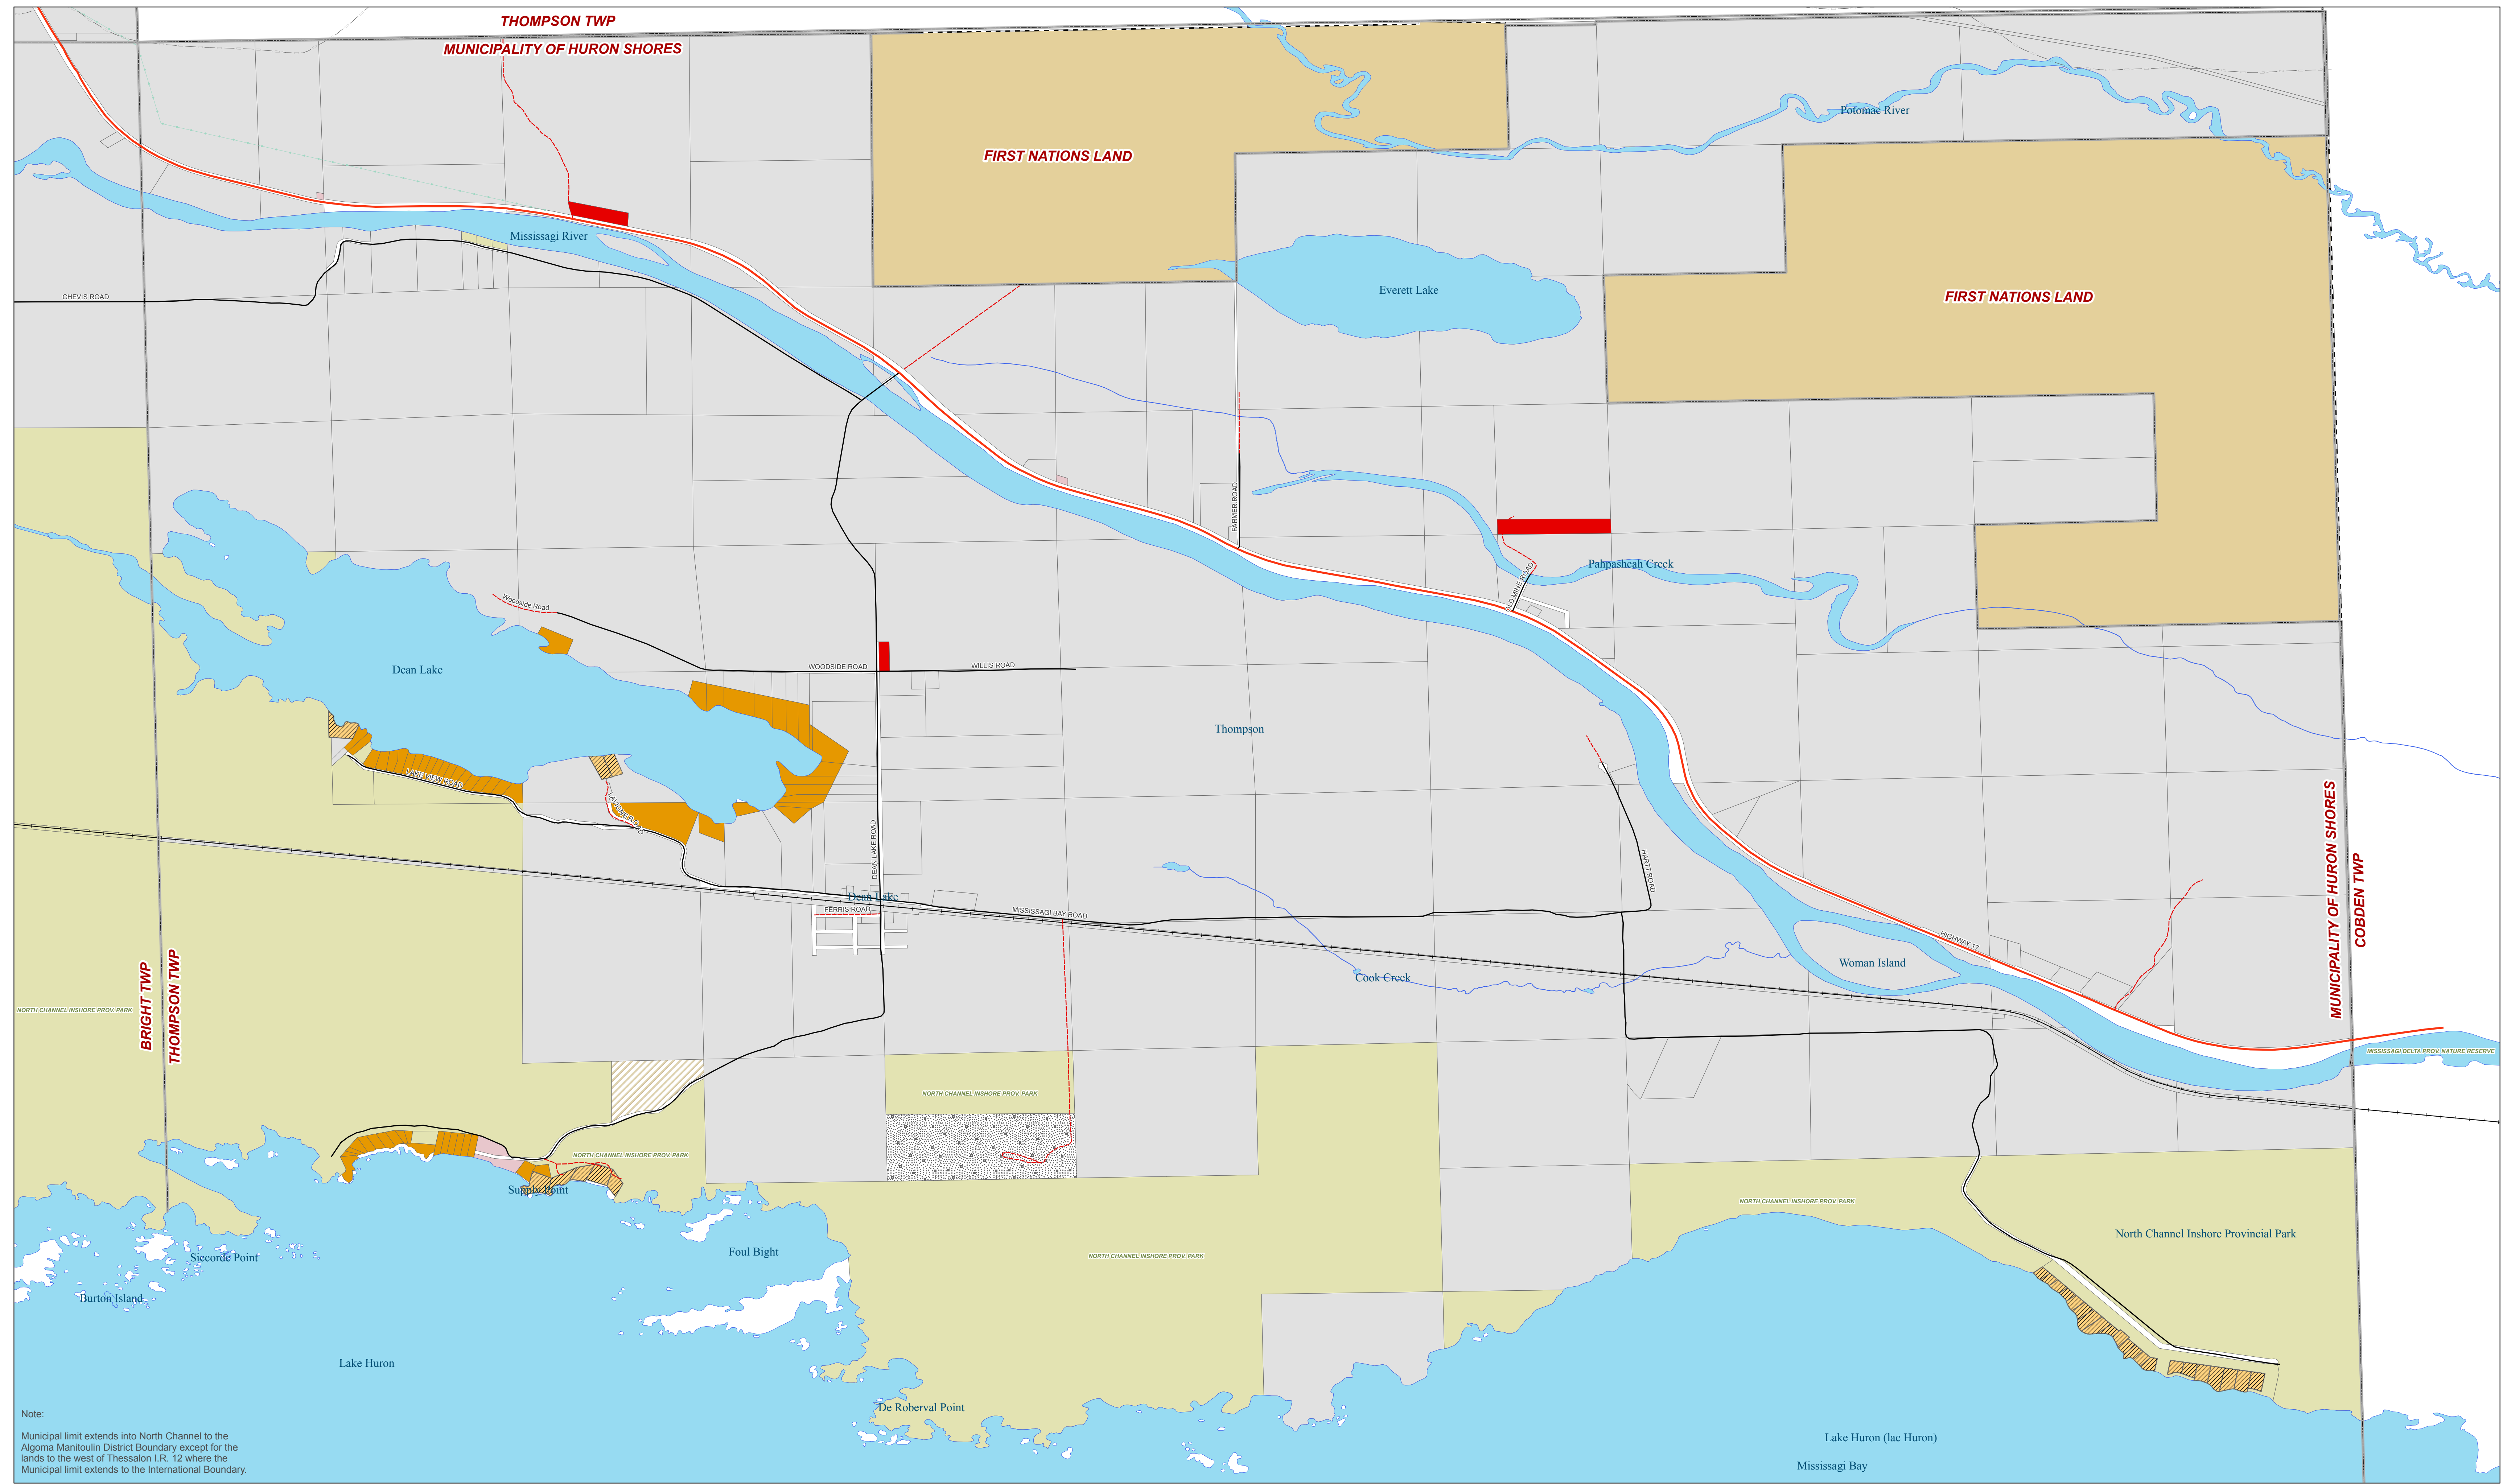 THOMPSON TWP
MUNICIPALITY OF HURON SHORES
Potomac River
FIRST NATIONS LAND
Mississagi River
CHEVIS ROAD
Everett Lake
FIRST NATIONS LAND
FARMER ROAD
Pahpashcah Creek
OLD MINE ROAD
Woodside Road
Dean Lake
WOODSIDE ROAD
WILLIS ROAD
Thompson
LAKE VIEW ROAD
DEAN LAKE ROAD
HARTT ROAD
MUNICIPALITY OF HURON SHORES
COBDEN TWP
Dean Lake
FERRIS ROAD
MISSISSAGI BAY ROAD
HIGHWAY 17
Woman Island
Cook Creek
BRIGHT TWP
THOMPSON TWP
NORTH CHANNEL INSHORE PROV. PARK
MISSISSAGI DELTA PROV. NATURE RESERVE
NORTH CHANNEL INSHORE PROV. PARK
NORTH CHANNEL INSHORE PROV. PARK
Supply Point
NORTH CHANNEL INSHORE PROV. PARK
North Channel Inshore Provincial Park
Foul Bight
NORTH CHANNEL INSHORE PROV. PARK
Siccorde Point
Burton Island
Lake Huron
De Roberval Point
Lake Huron (lac Huron)
Mississagi Bay
Note:
Municipal limit extends into North Channel to the
Algoma Manitoulin District Boundary except for the
lands to the west of Thessalon I.R. 12 where the
Municipal limit extends to the International Boundary.